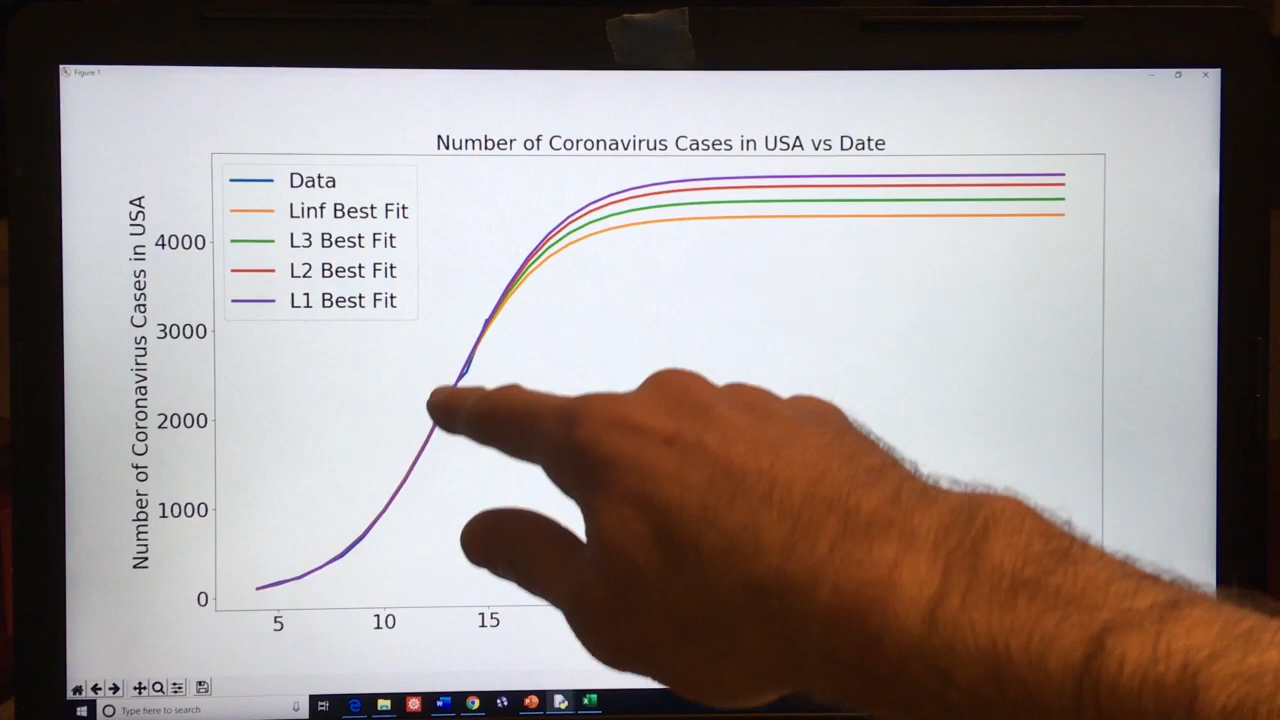 Figure 1
Number of Coronavirus Cases in USA vs Date
Data
Linf Best Fit
L3 Best Fit
L2 Best Fit
L1 Best Fit
Number of Coronavirus Cases in USA
4000
3000
2000
1000
0
5
10
15
Type here to search